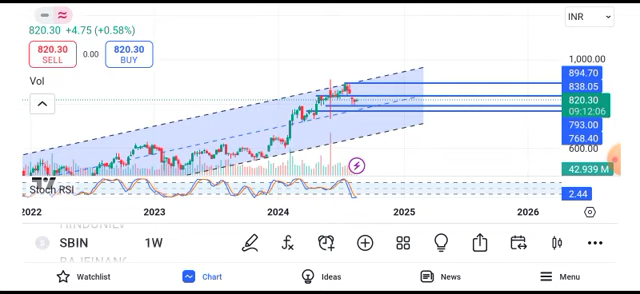 INR
820.30 +4.75 (+0.58%)
820.30
SELL
0.00
820.30
BUY
1,000.00
894.70
838.05
820.30
09:12:06
793.00
768.40
600.00
42.939 M
2.44
Vol
Stoch RSI
2022
2023
2024
2025
2026
SBIN
1W
Watchlist
Chart
Ideas
News
Menu